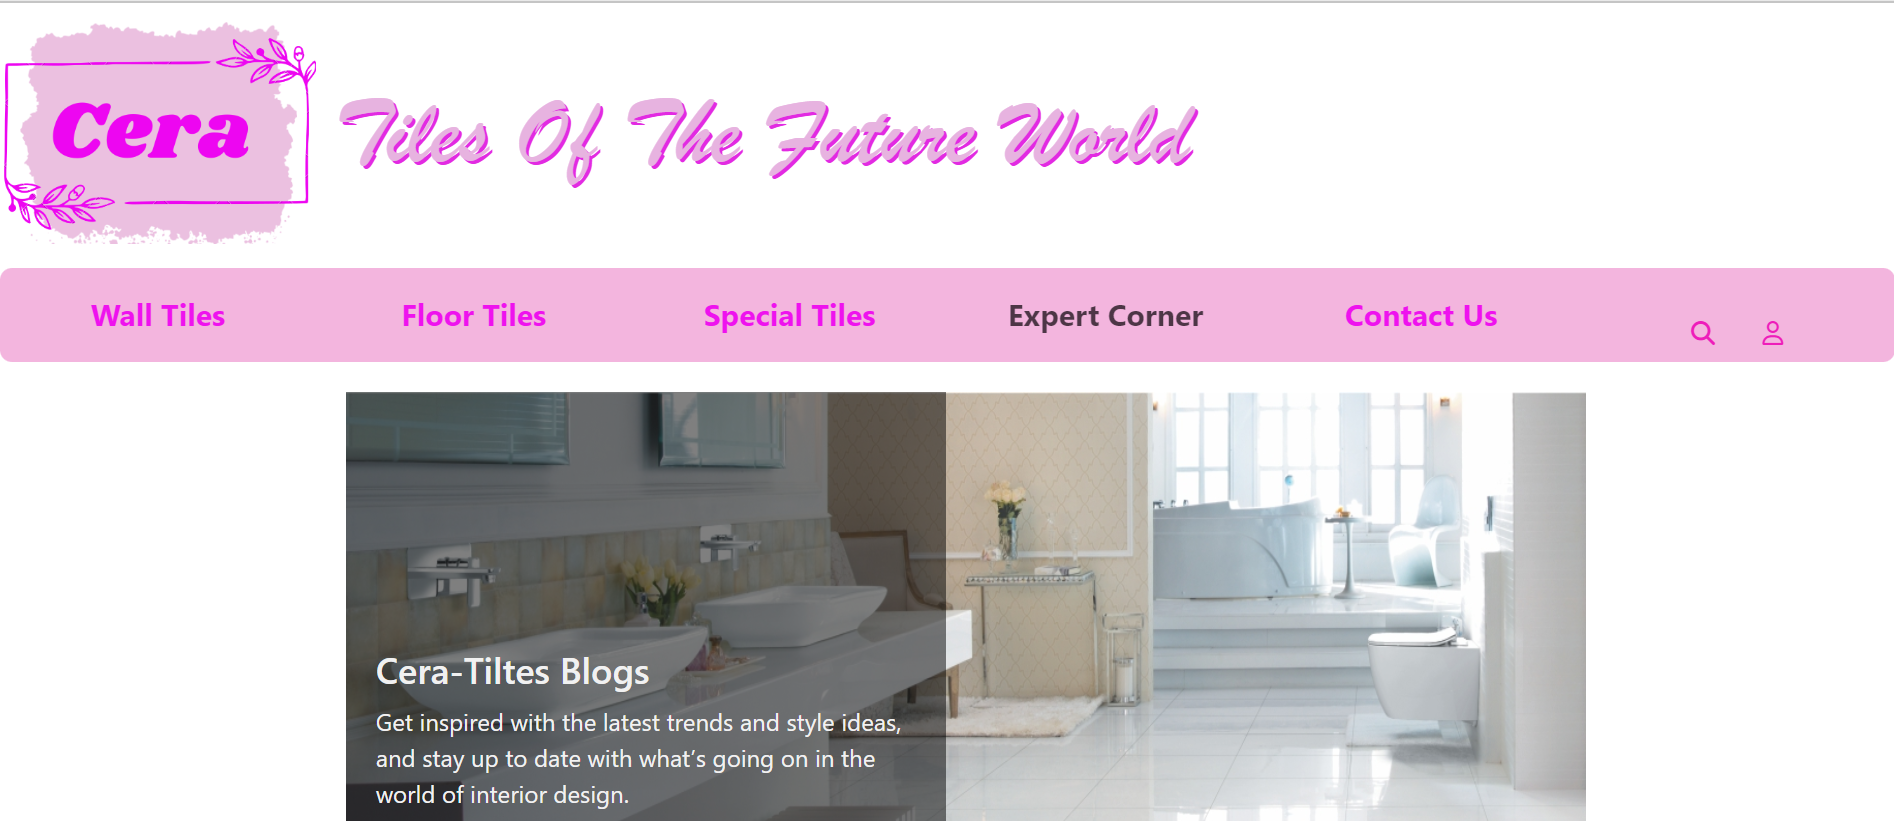 Cera
Tiles Of The Future World
Wall Tiles
Floor Tiles
Special Tiles
Expert Corner
Contact Us
Cera-Tiltes Blogs
Get inspired with the latest trends and style ideas,
and stay up to date with what’s going on in the
world of interior design.